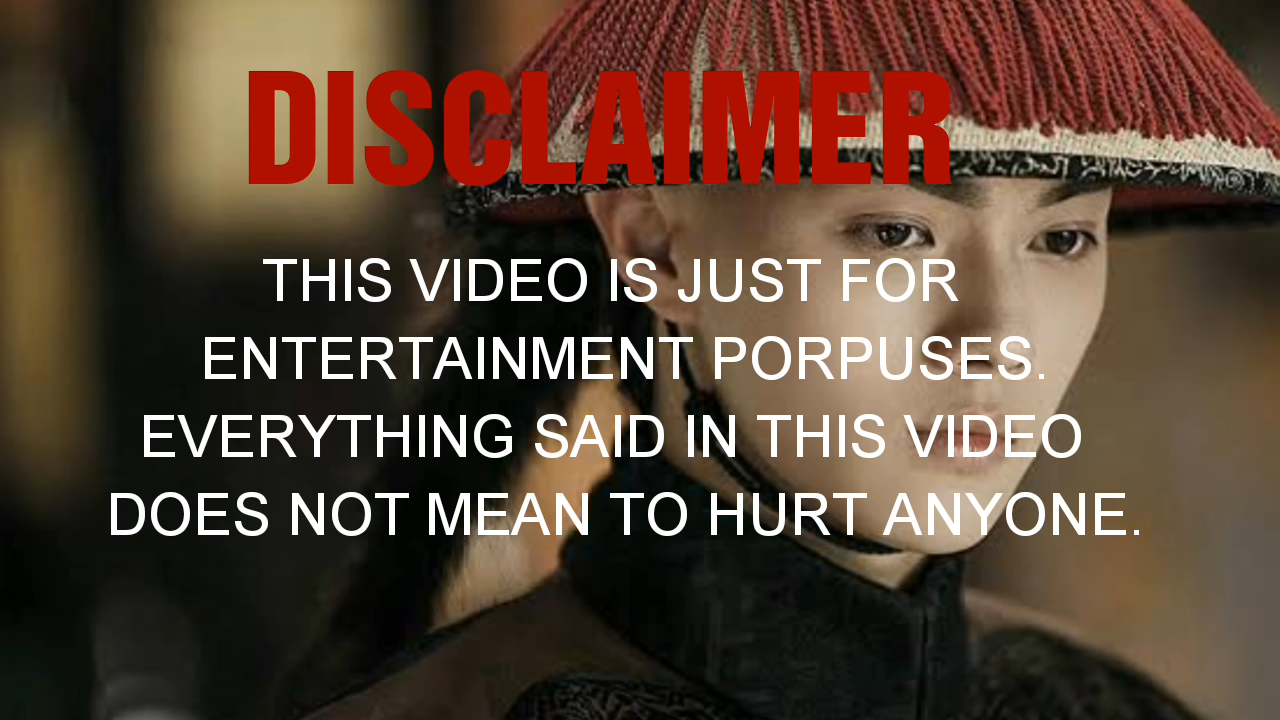 DISCLAIMER
THIS VIDEO IS JUST FOR
ENTERTAINMENT PORPUSES.
EVERYTHING SAID IN THIS VIDEO
DOES NOT MEAN TO HURT ANYONE.